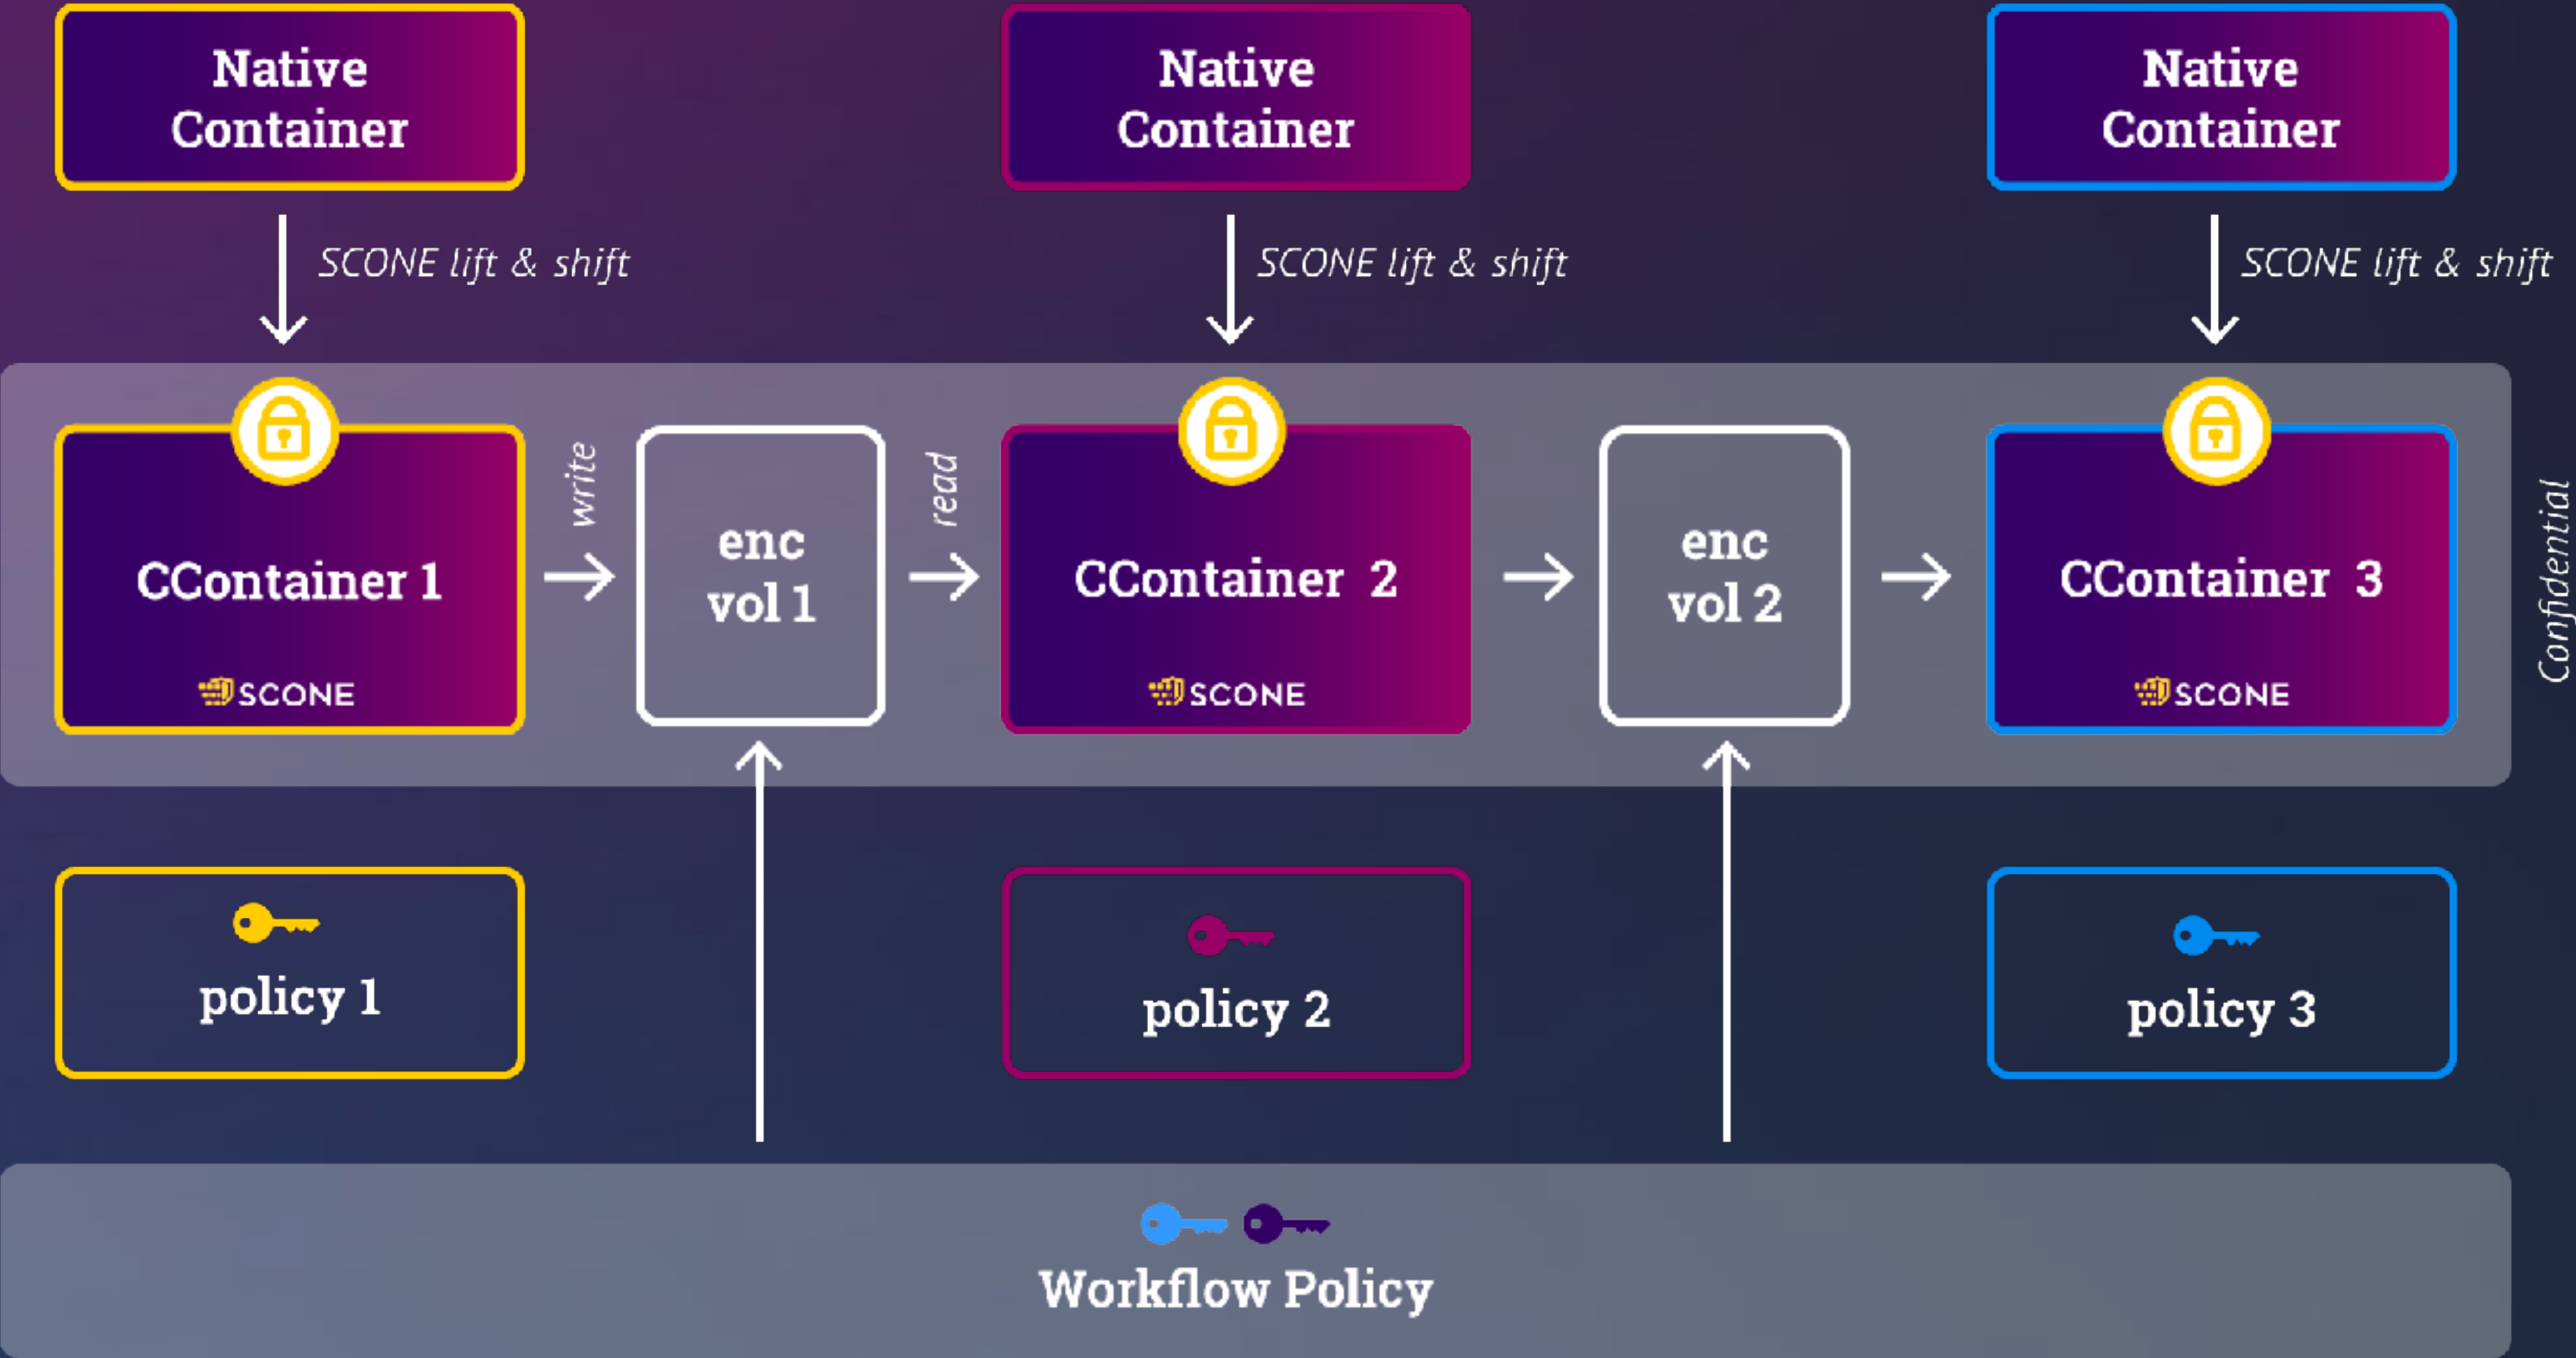 Native
Container
Native
Container
Native
Container
SCONE lift & shift
SCONE lift & shift
SCONE lift & shift
CContainer 1
SCONE
write
enc
vol 1
read
CContainer 2
SCONE
enc
vol 2
CContainer 3
SCONE
Confidential
policy 1
policy 2
policy 3
Workflow Policy